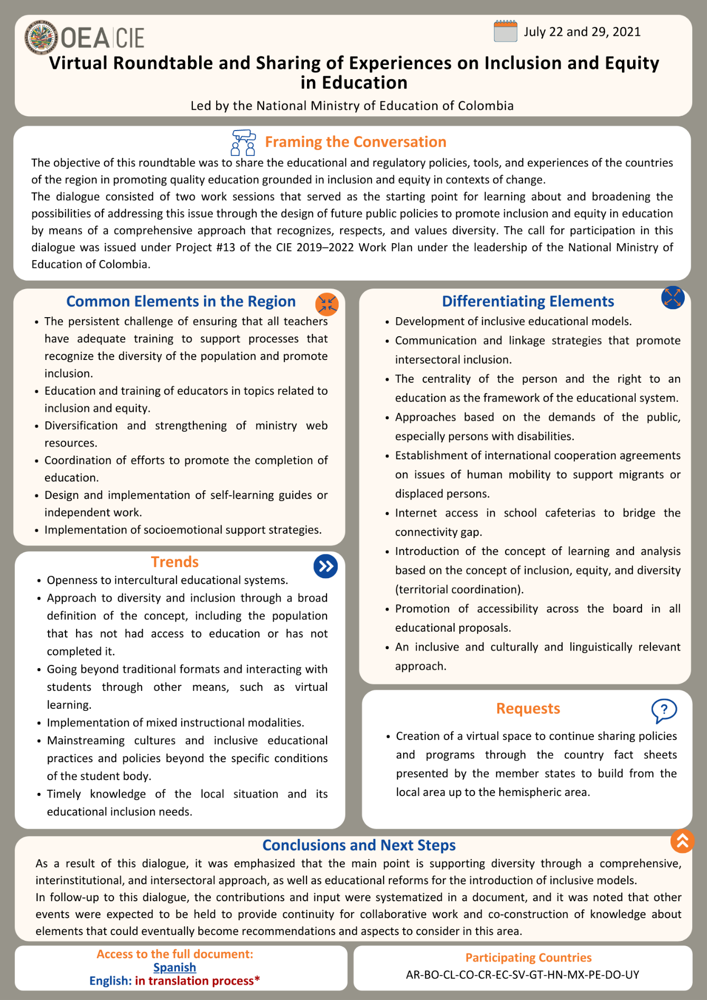 OEA|CIE
July 22 and 29, 2021
Virtual Roundtable and Sharing of Experiences on Inclusion and Equity
in Education
Led by the National Ministry of Education of Colombia
Framing the Conversation
The objective of this roundtable was to share the educational and regulatory policies, tools, and experiences of the countries
of the region in promoting quality education grounded in inclusion and equity in contexts of change.
The dialogue consisted of two work sessions that served as the starting point for learning about and broadening the
possibilities of addressing this issue through the design of future public policies to promote inclusion and equity in education
by means of a comprehensive approach that recognizes, respects, and values diversity. The call for participation in this
dialogue was issued under Project #13 of the CIE 2019–2022 Work Plan under the leadership of the National Ministry of
Education of Colombia.
Common Elements in the Region
• The persistent challenge of ensuring that all teachers
have adequate training to support processes that
recognize the diversity of the population and promote
inclusion.
• Education and training of educators in topics related to
inclusion and equity.
• Diversification and strengthening of ministry web
resources.
• Coordination of efforts to promote the completion of
education.
• Design and implementation of self-learning guides or
independent work.
• Implementation of socioemotional support strategies.
Trends
• Openness to intercultural educational systems.
• Approach to diversity and inclusion through a broad
definition of the concept, including the population
that has not had access to education or has not
completed it.
• Going beyond traditional formats and interacting with
students through other means, such as virtual
learning.
• Implementation of mixed instructional modalities.
• Mainstreaming cultures and inclusive educational
practices and policies beyond the specific conditions
of the student body.
• Timely knowledge of the local situation and its
educational inclusion needs.
Differentiating Elements
• Development of inclusive educational models.
• Communication and linkage strategies that promote
intersectoral inclusion.
• The centrality of the person and the right to an
education as the framework of the educational system.
• Approaches based on the demands of the public,
especially persons with disabilities.
• Establishment of international cooperation agreements
on issues of human mobility to support migrants or
displaced persons.
• Internet access in school cafeterias to bridge the
connectivity gap.
• Introduction of the concept of learning and analysis
based on the concept of inclusion, equity, and diversity
(territorial coordination).
• Promotion of accessibility across the board in all
educational proposals.
• An inclusive and culturally and linguistically relevant
approach.
Requests
?
• Creation of a virtual space to continue sharing policies
and programs through the country fact sheets
presented by the member states to build from the
local area up to the hemispheric area.
Conclusions and Next Steps
As a result of this dialogue, it was emphasized that the main point is supporting diversity through a comprehensive,
interinstitutional, and intersectoral approach, as well as educational reforms for the introduction of inclusive models.
In follow-up to this dialogue, the contributions and input were systematized in a document, and it was noted that other
events were expected to be held to provide continuity for collaborative work and co-construction of knowledge about
elements that could eventually become recommendations and aspects to consider in this area.
Access to the full document:
Spanish
English: in translation process*
Participating Countries
AR-BO-CL-CO-CR-EC-SV-GT-HN-MX-PE-DO-UY